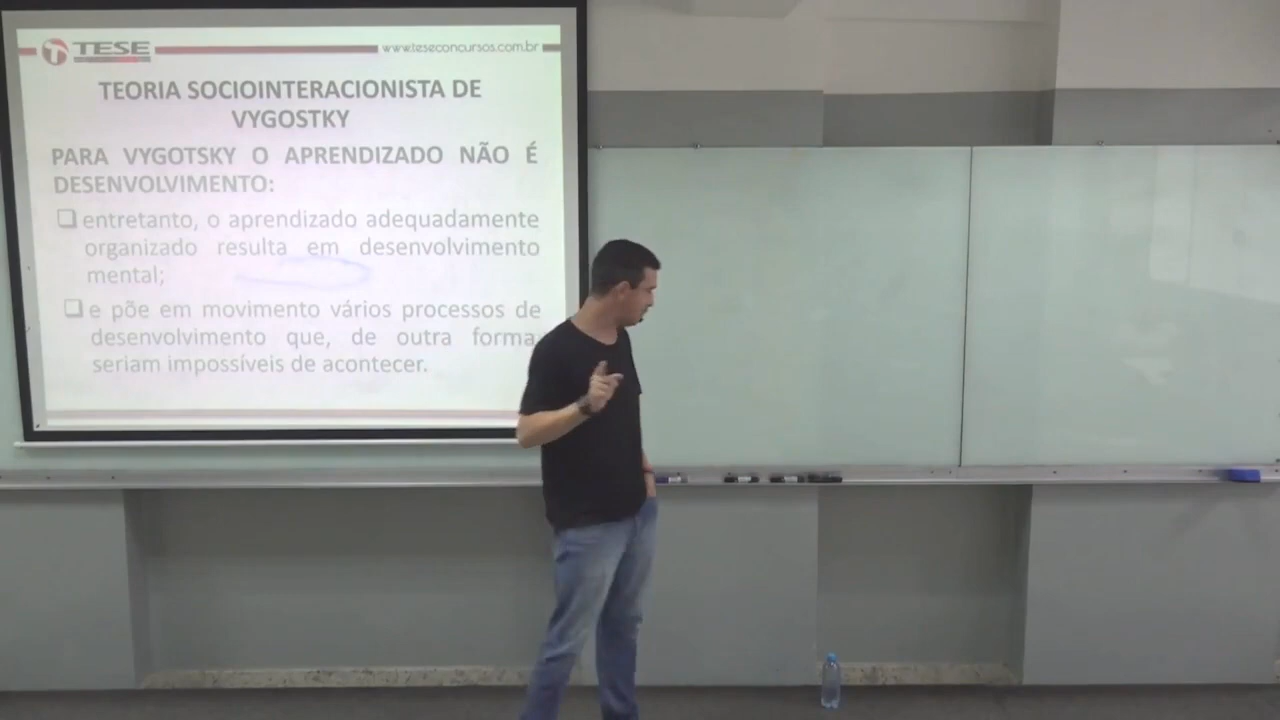 TESE
www.teseconcursos.com.br
TEORIA SOCIOINTERACIONISTA DE
VYGOSTKY
PARA VYGOTSKY O APRENDIZADO NÃO É
DESENVOLVIMENTO:
entretanto, o aprendizado adequadamente
organizado resulta em desenvolvimento
mental;
e põe em movimento vários processos de
desenvolvimento que, de outra forma,
seriam impossíveis de acontecer.